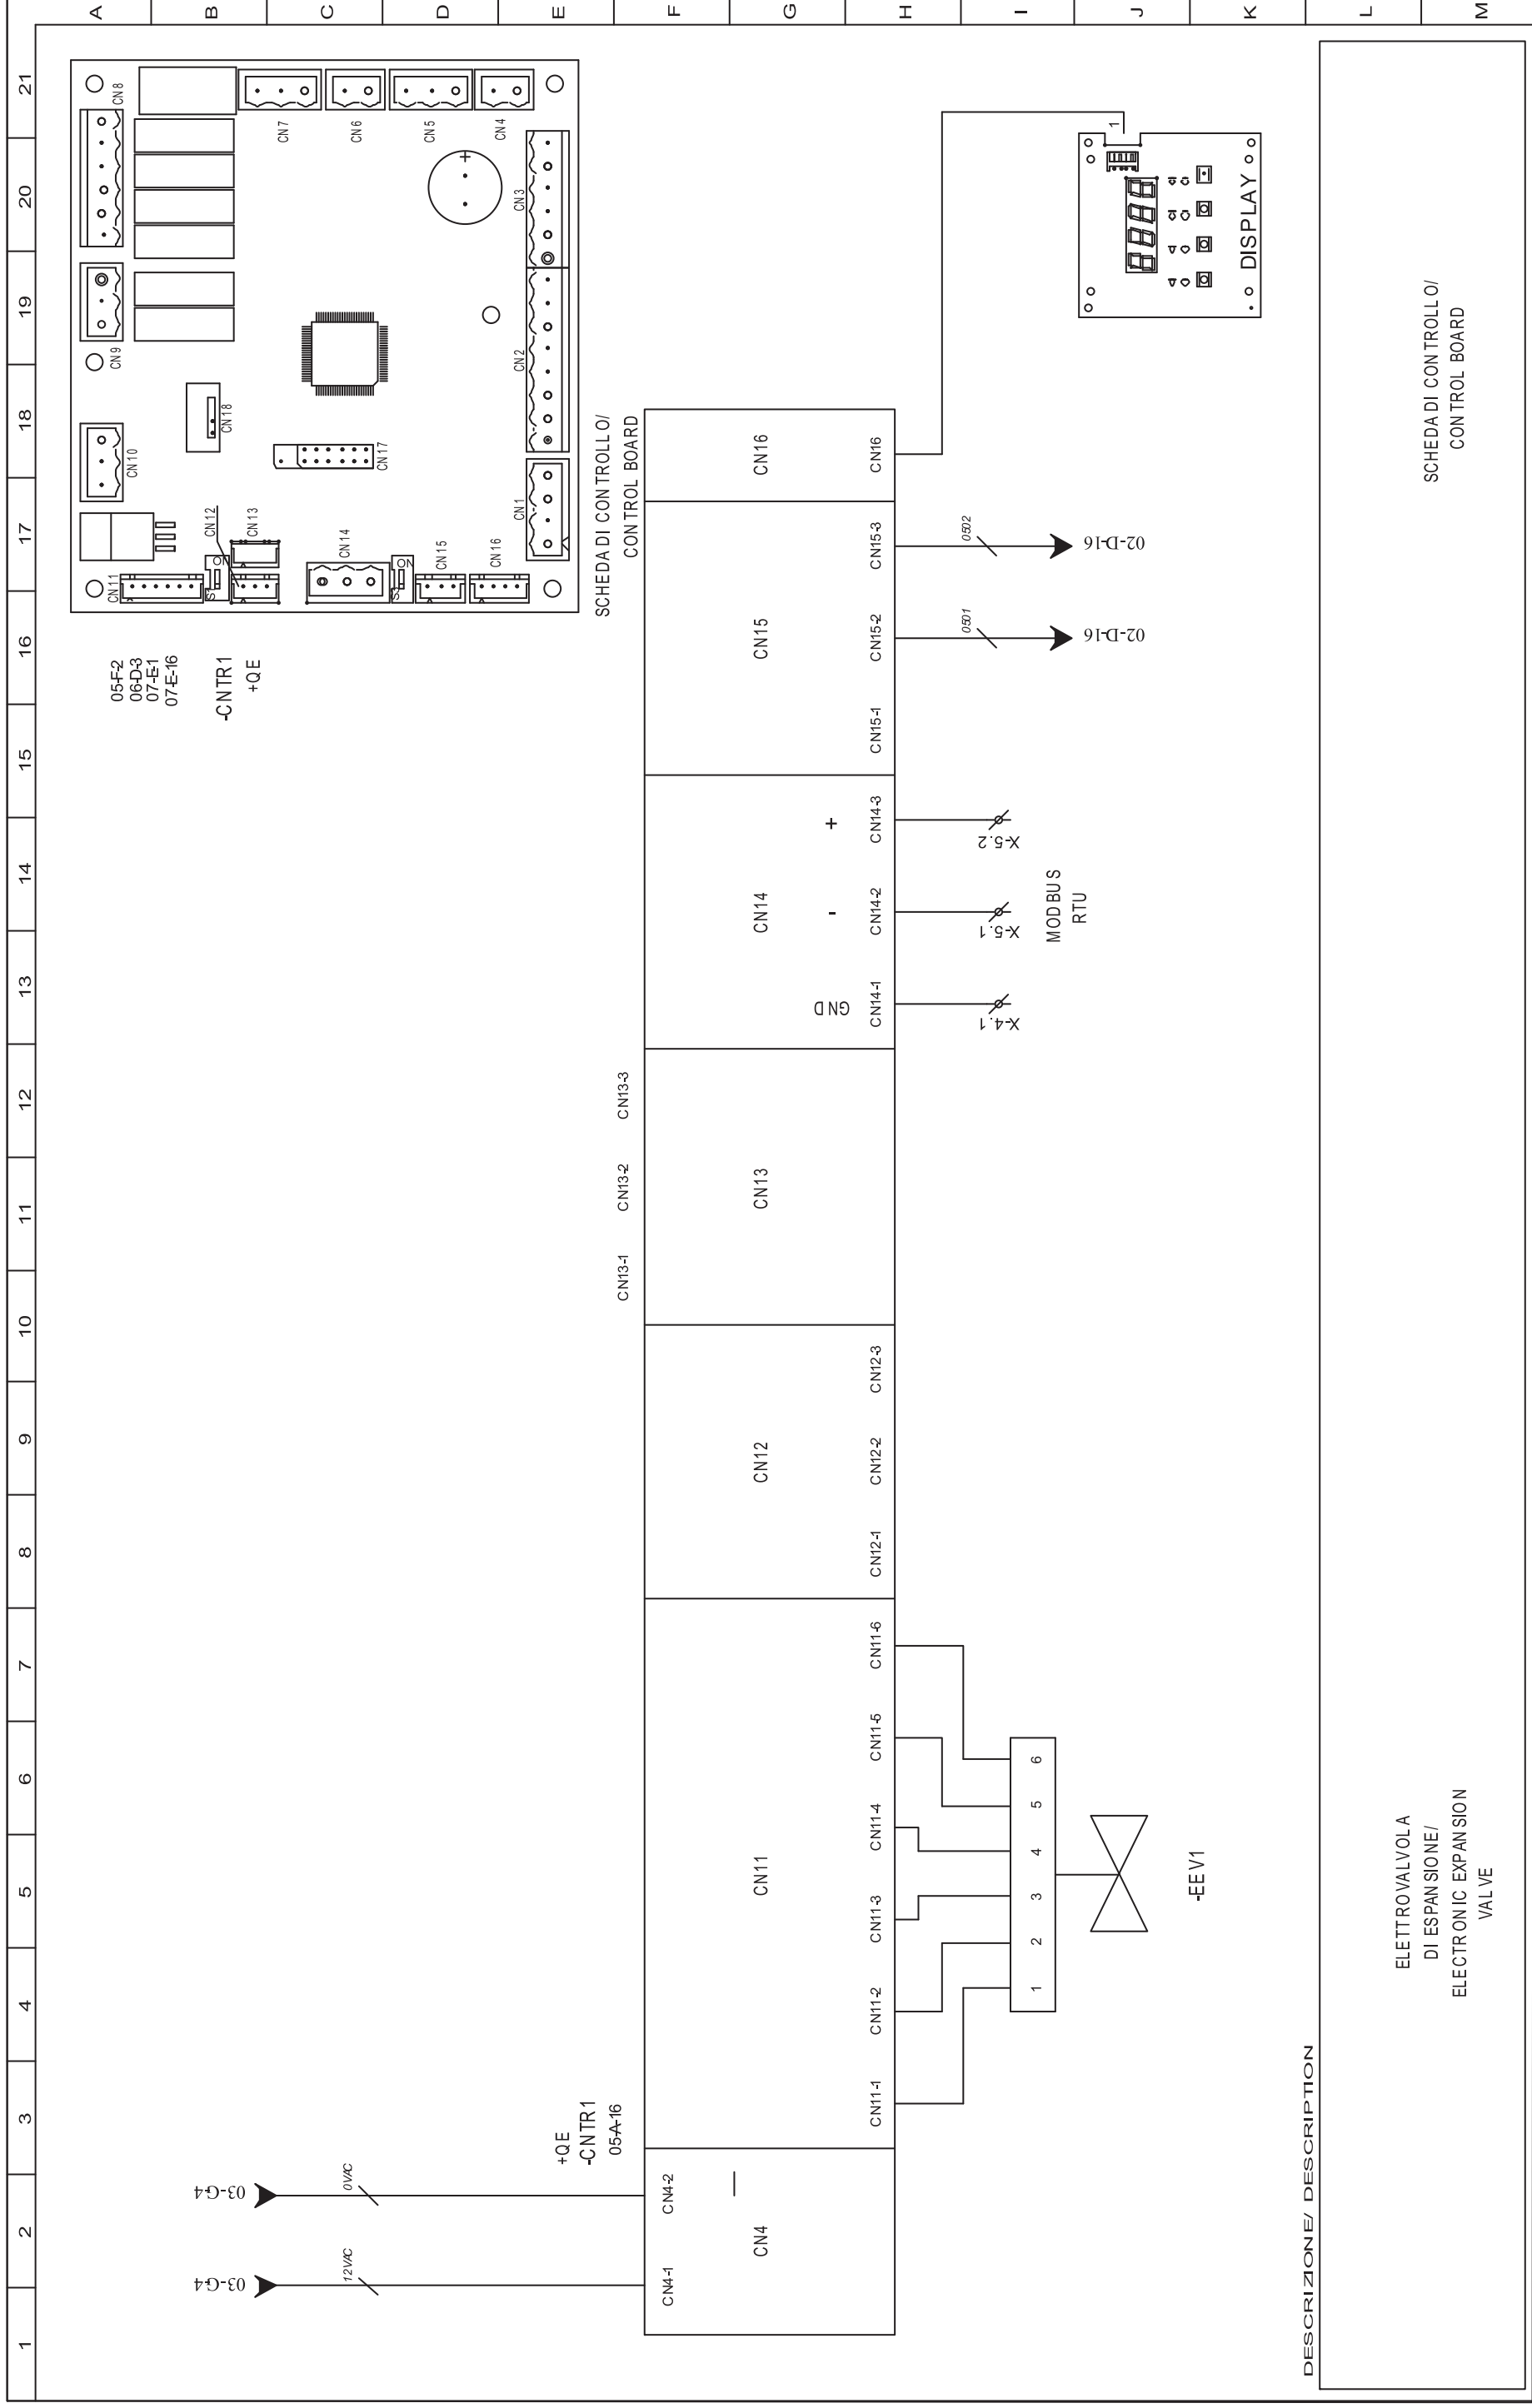 1 2 3 4 5 6 7 8 9 10 11 12 13 14 15 16 17 18 19 20 21
A
B
C
D
E
F
G
H
I
J
K
L
M
03-G-4
03-G-4
12VAC
0VAC
+QE
-CNTR1
05-A-16
CN4-1
CN4-2
CN4
CN11
CN11-1
CN11-2
CN11-3
CN11-4
CN11-5
CN11-6
1 2 3 4 5 6
-EEV1
CN12
CN12-1
CN12-2
CN12-3
CN13-1
CN13-2
CN13-3
CN13
CN14
GND
-
+
CN14-1
CN14-2
CN14-3
X-4.1
X-5.1
X-5.2
MODBUS
RTU
CN15
CN15-1
CN15-2
CN15-3
0501
0502
02-D-16
02-D-16
CN16
CN16
05-F-2
06-D-3
07-E-1
07-E-16
-CNTR1
+QE
CN11
CN10
CN9
CN8
CN12
CN13
CN18
CN14
CN17
CN7
CN6
CN15
CN5
CN16
CN4
CN1
CN2
CN3
ON
ON
+
SCHEDA DI CONTROLLO/
CONTROL BOARD
1
DISPLAY
DESCRIZIONE/ DESCRIPTION
ELETTROVALVOLA
DI ESPANSIONE/
ELECTRONIC EXPANSION
VALVE
SCHEDA DI CONTROLLO/
CONTROL BOARD